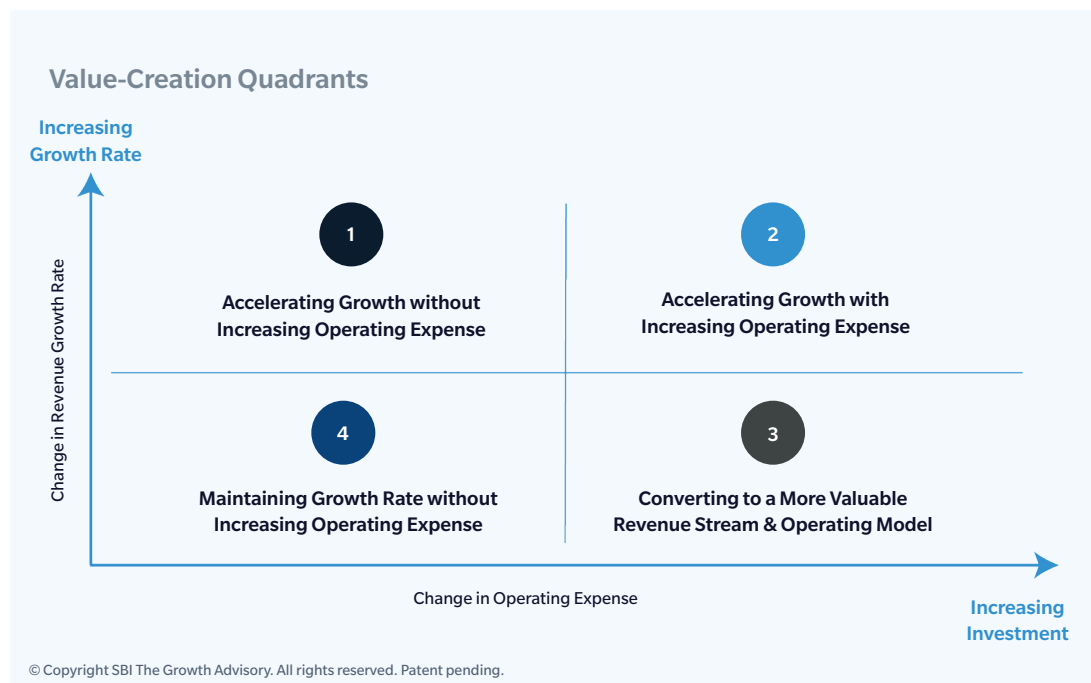 Value-Creation Quadrants
Increasing
Growth Rate
Change in Revenue Growth Rate
1
Accelerating Growth without
Increasing Operating Expense
2
Accelerating Growth with
Increasing Operating Expense
4
Maintaining Growth Rate without
Increasing Operating Expense
3
Converting to a More Valuable
Revenue Stream & Operating Model
Change in Operating Expense
Increasing
Investment
© Copyright SBI The Growth Advisory. All rights reserved. Patent pending.